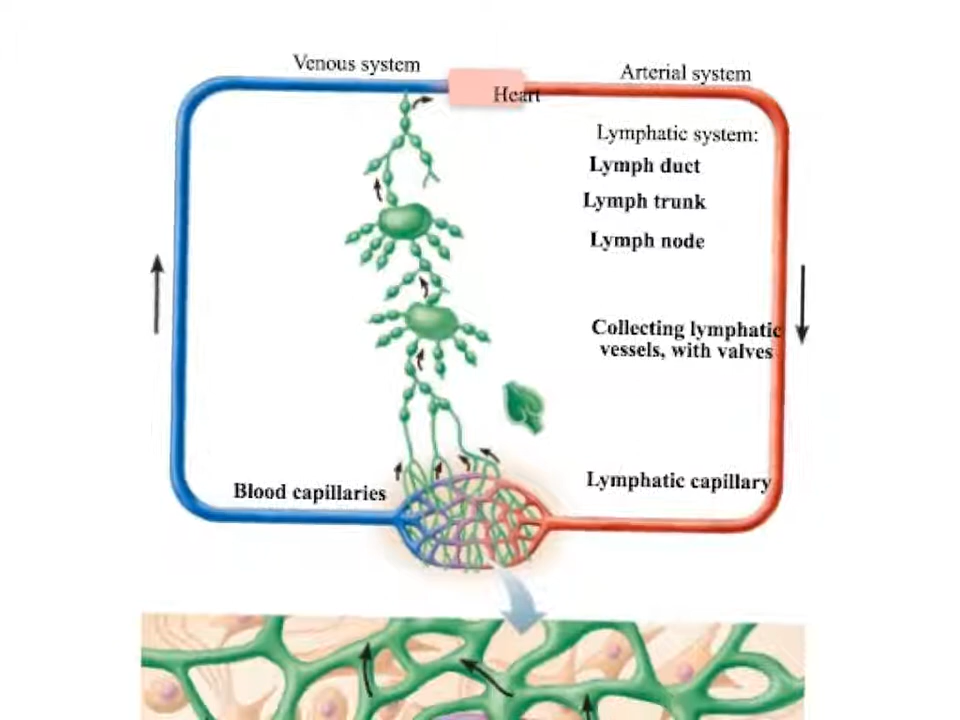 Venous system
Arterial system
Heart
Lymphatic system:
Lymph duct
Lymph trunk
Lymph node
Collecting lymphatic
vessels, with valves
Lymphatic capillary
Blood capillaries